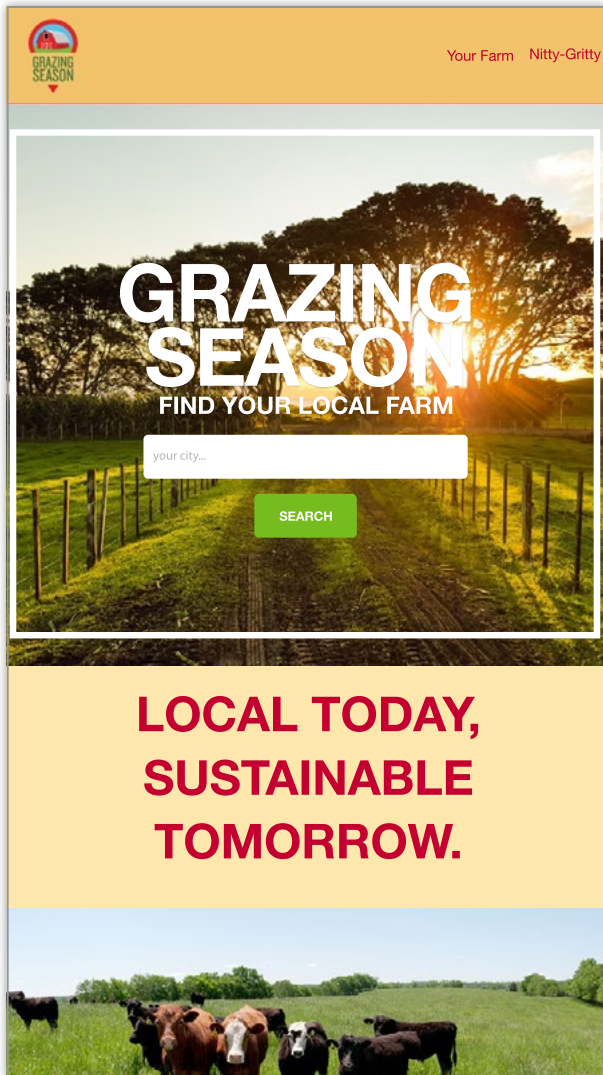 GRAZING
SEASON
Your Farm Nitty-Gritty
GRAZING
SEASON
FIND YOUR LOCAL FARM
your city...
SEARCH
LOCAL TODAY,
SUSTAINABLE
TOMORROW.